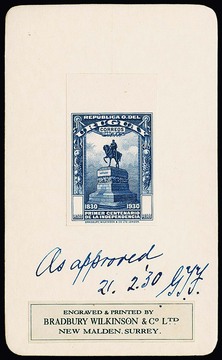 REPUBLICA O. DEL
URUGUAY
CORREOS
1830 1930
PRIMER CENTENARIO
DE LA INDEPENDENCIA
As approved
21. 2. 30
ENGRAVED & PRINTED BY
BRADBURY WILKINSON & Cº LTD
NEW MALDEN, SURREY.